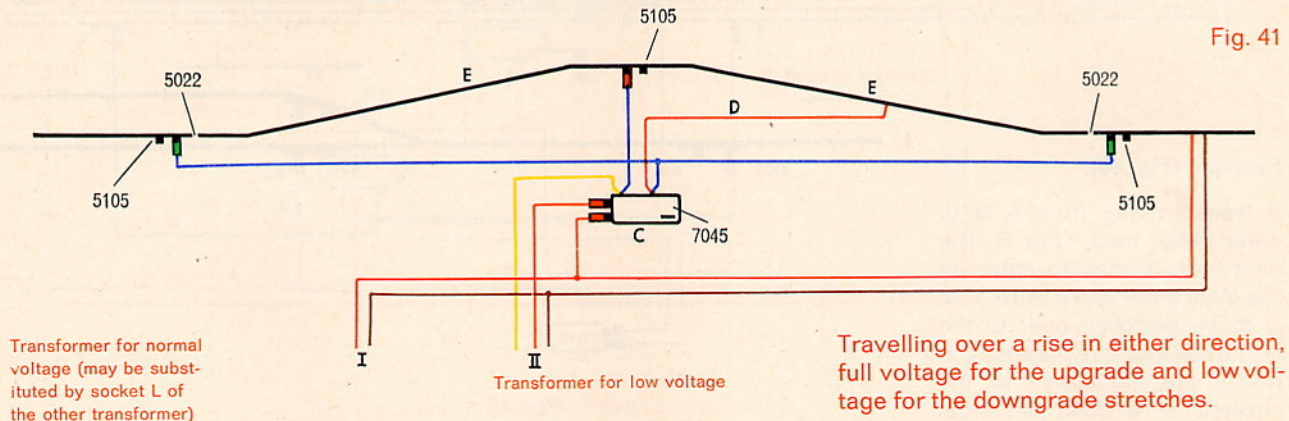 Fig. 41
5105
5022
E
E
5022
D
5105
5105
7045
C
I
II
Transformer for normal
voltage (may be subst-
ituted by socket L of
the other transformer)
Transformer for low voltage
Travelling over a rise in either direction,
full voltage for the upgrade and low vol-
tage for the downgrade stretches.